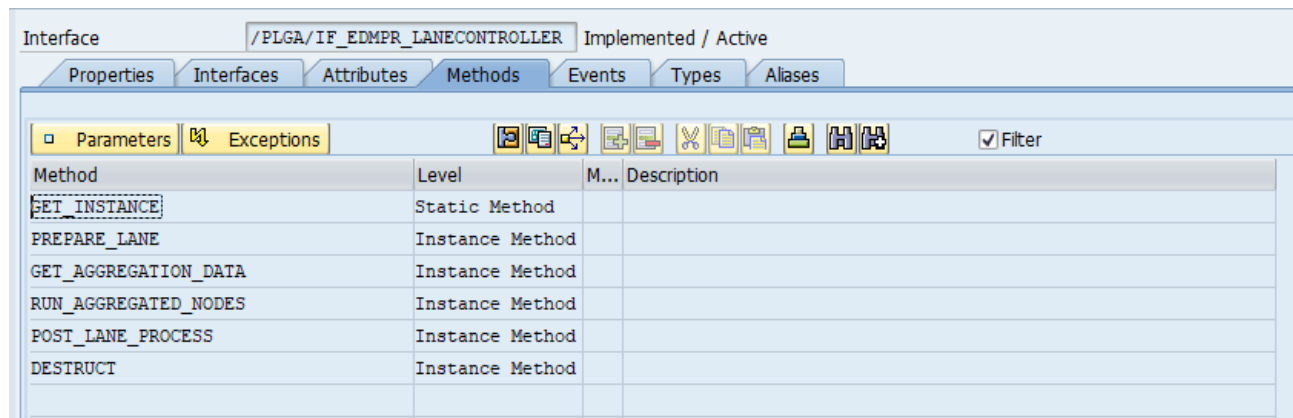 Interface /PLGA/IF_EDMPR_LANECONTROLLER Implemented / Active
Properties Interfaces Attributes Methods Events Types Aliases
Parameters Exceptions Filter
Method Level M... Description
GET_INSTANCE Static Method
PREPARE_LANE Instance Method
GET_AGGREGATION_DATA Instance Method
RUN_AGGREGATED_NODES Instance Method
POST_LANE_PROCESS Instance Method
DESTRUCT Instance Method